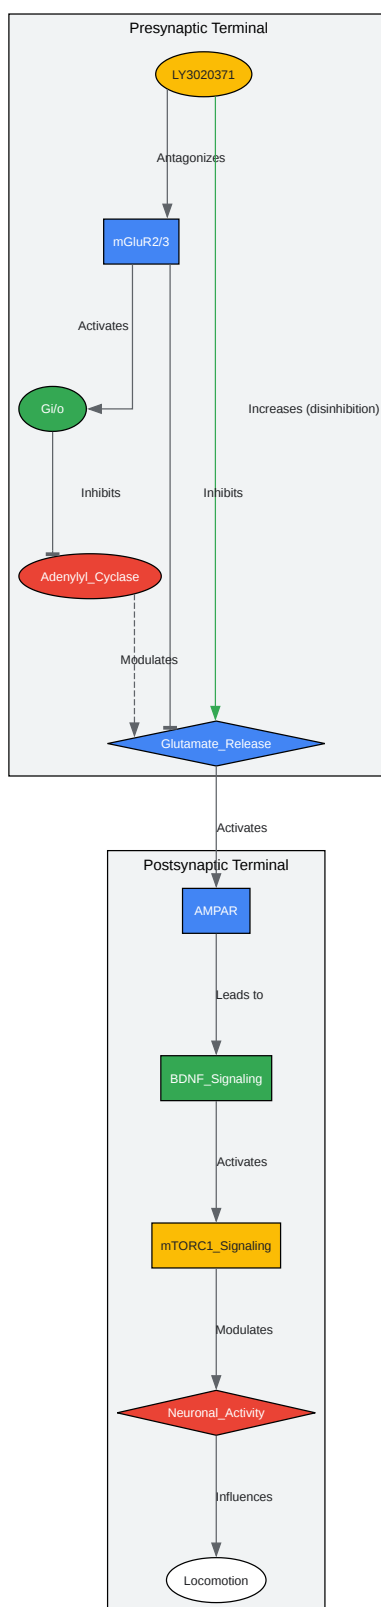 Presynaptic Terminal
LY3020371
Antagonizes
mGluR2/3
Activates
Gi/o
Increases (disinhibition)
Inhibits
Inhibits
Adenylyl_Cyclase
Modulates
Glutamate_Release
Activates
Postsynaptic Terminal
AMPAR
Leads to
BDNF_Signaling
Activates
mTORC1_Signaling
Modulates
Neuronal_Activity
Influences
Locomotion